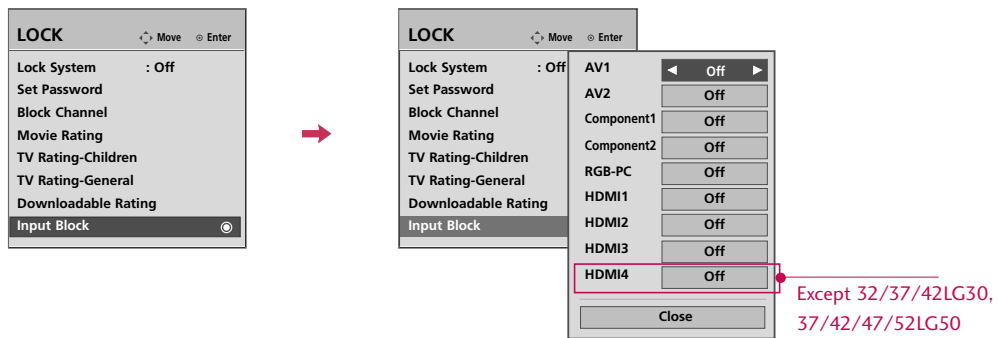 LOCK Move Enter
Lock System : Off
Set Password
Block Channel
Movie Rating
TV Rating-Children
TV Rating-General
Downloadable Rating
Input Block
LOCK Move Enter
Lock System : Off
Set Password
Block Channel
Movie Rating
TV Rating-Children
TV Rating-General
Downloadable Rating
Input Block
AV1 Off
AV2 Off
Component1 Off
Component2 Off
RGB-PC Off
HDMI1 Off
HDMI2 Off
HDMI3 Off
HDMI4 Off
Close
Except 32/37/42LG30,
37/42/47/52LG50